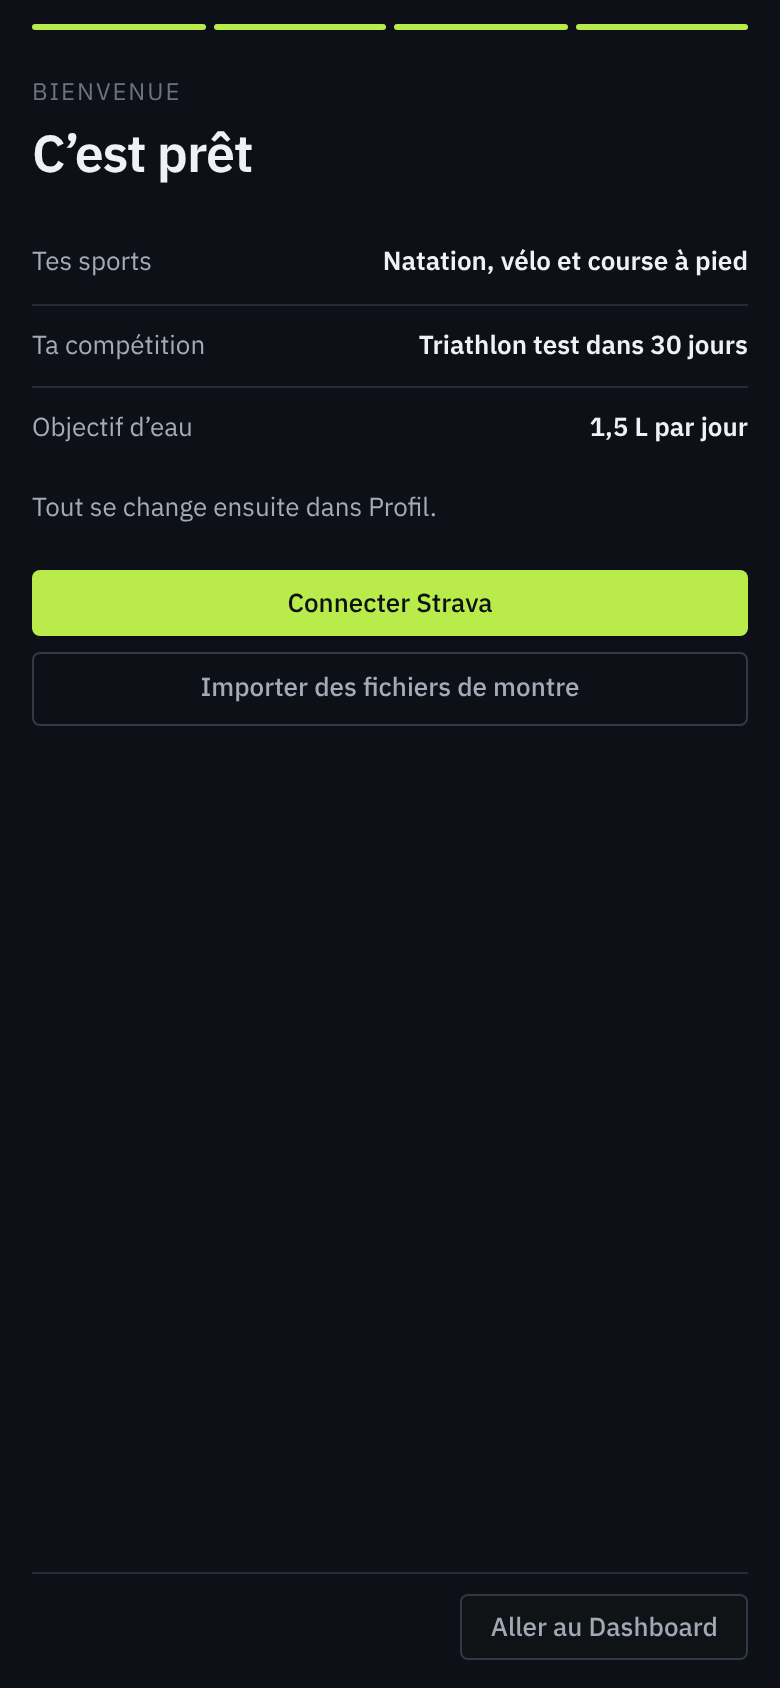 BIENVENUE
C’est prêt
Tes sports Natation, vélo et course à pied
Ta compétition Triathlon test dans 30 jours
Objectif d’eau 1,5 L par jour
Tout se change ensuite dans Profil.
Connecter Strava
Importer des fichiers de montre
Aller au Dashboard